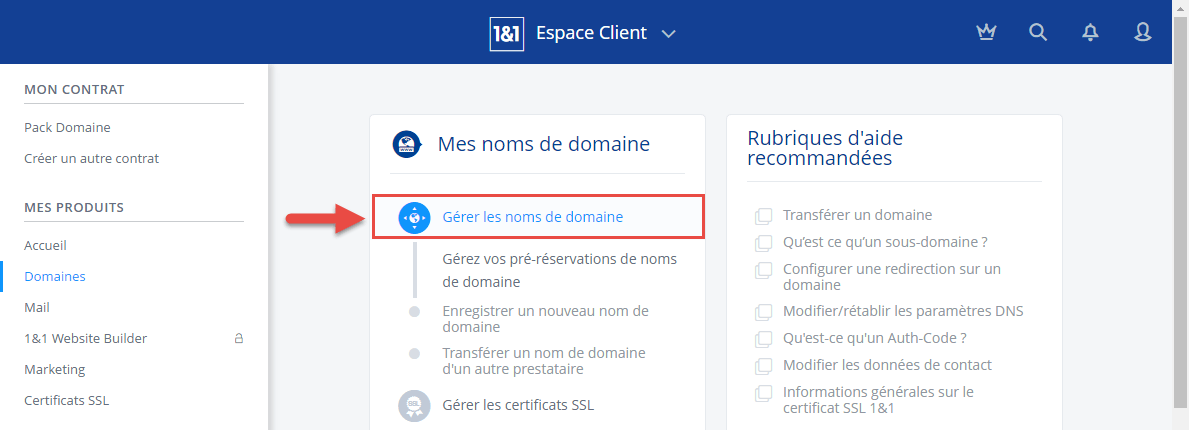 1&1 Espace Client
MON CONTRAT
Pack Domaine
Créer un autre contrat
MES PRODUITS
Accueil
Domaines
Mail
1&1 Website Builder
Marketing
Certificats SSL
WWW
Mes noms de domaine
Gérer les noms de domaine
Gérez vos pré-réservations de noms
de domaine
Enregistrer un nouveau nom de
domaine
Transférer un nom de domaine
d'un autre prestataire
SSL
Gérer les certificats SSL
Rubriques d'aide
recommandées
Transférer un domaine
Qu’est ce qu’un sous-domaine ?
Configurer une redirection sur un
domaine
Modifier/rétablir les paramètres DNS
Qu'est-ce qu'un Auth-Code ?
Modifier les données de contact
Informations générales sur le
certificat SSL 1&1